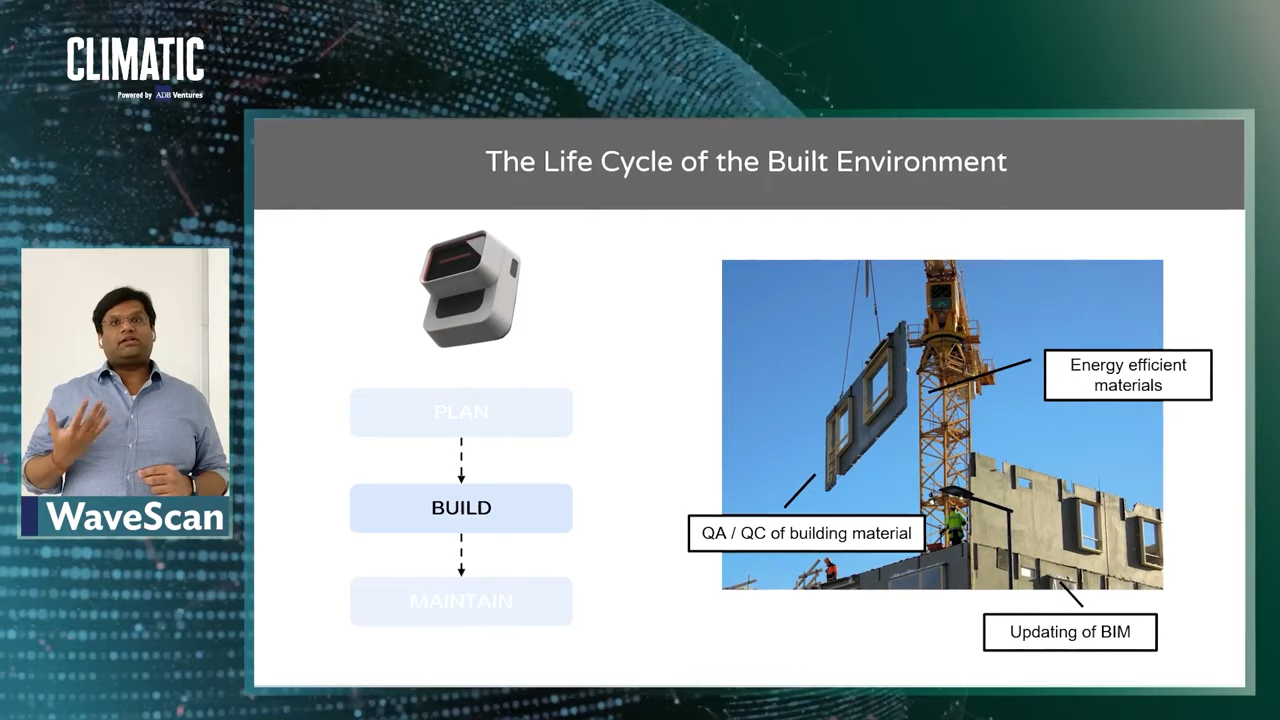 CLIMATIC
Powered by ADB Ventures
The Life Cycle of the Built Environment
PLAN
BUILD
MAINTAIN
Energy efficient
materials
QA / QC of building material
Updating of BIM
WaveScan